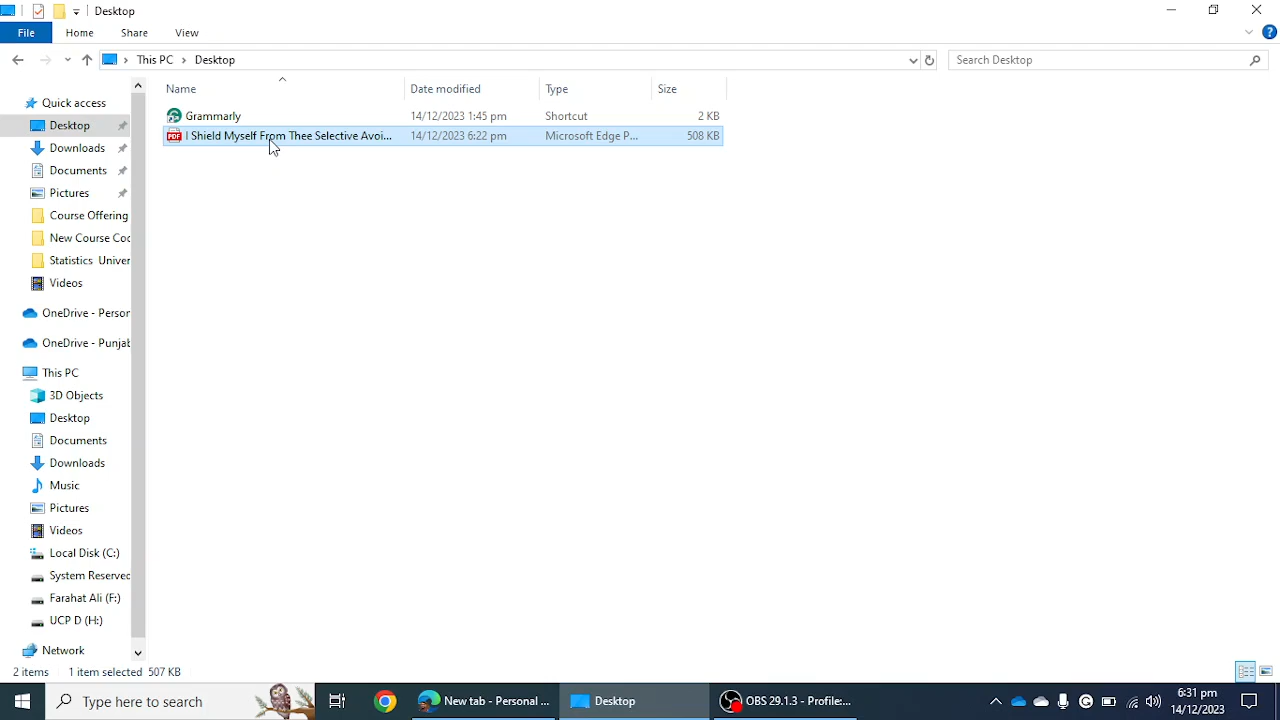 Desktop
File Home Share View
This PC Desktop Search Desktop
Name Date modified Type Size
Quick access
Grammarly 14/12/2023 1:45 pm Shortcut 2 KB
Desktop
I Shield Myself From Thee Selective Avoi... 14/12/2023 6:22 pm Microsoft Edge P... 508 KB
Downloads
Documents
Pictures
Course Offering
New Course Coc
Statistics Univer
Videos
OneDrive - Person
OneDrive - Punjab
This PC
3D Objects
Desktop
Documents
Downloads
Music
Pictures
Videos
Local Disk (C:)
System Reserved
Farahat Ali (F:)
UCP D (H:)
Network
2 items 1 item selected 507 KB
Type here to search New tab - Personal ... Desktop OBS 29.1.3 - Profile:... 6:31 pm
14/12/2023